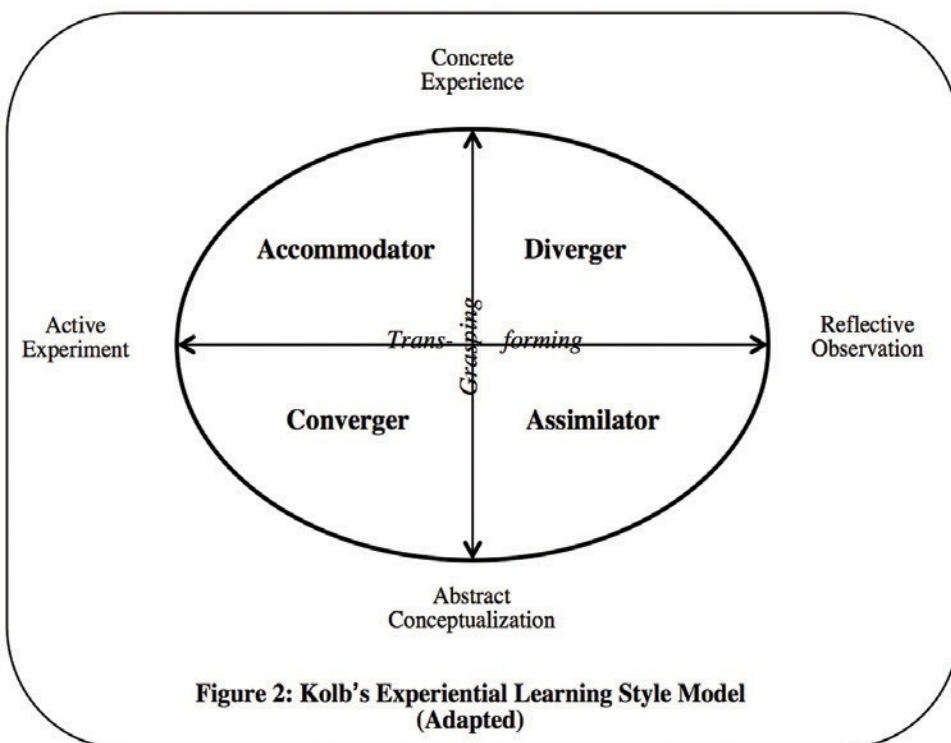 Concrete
Experience
Accommodator
Diverger
Active
Experiment
Trans-
Grasping
forming
Reflective
Observation
Converger
Assimilator
Abstract
Conceptualization
Figure 2: Kolb’s Experiential Learning Style Model
(Adapted)